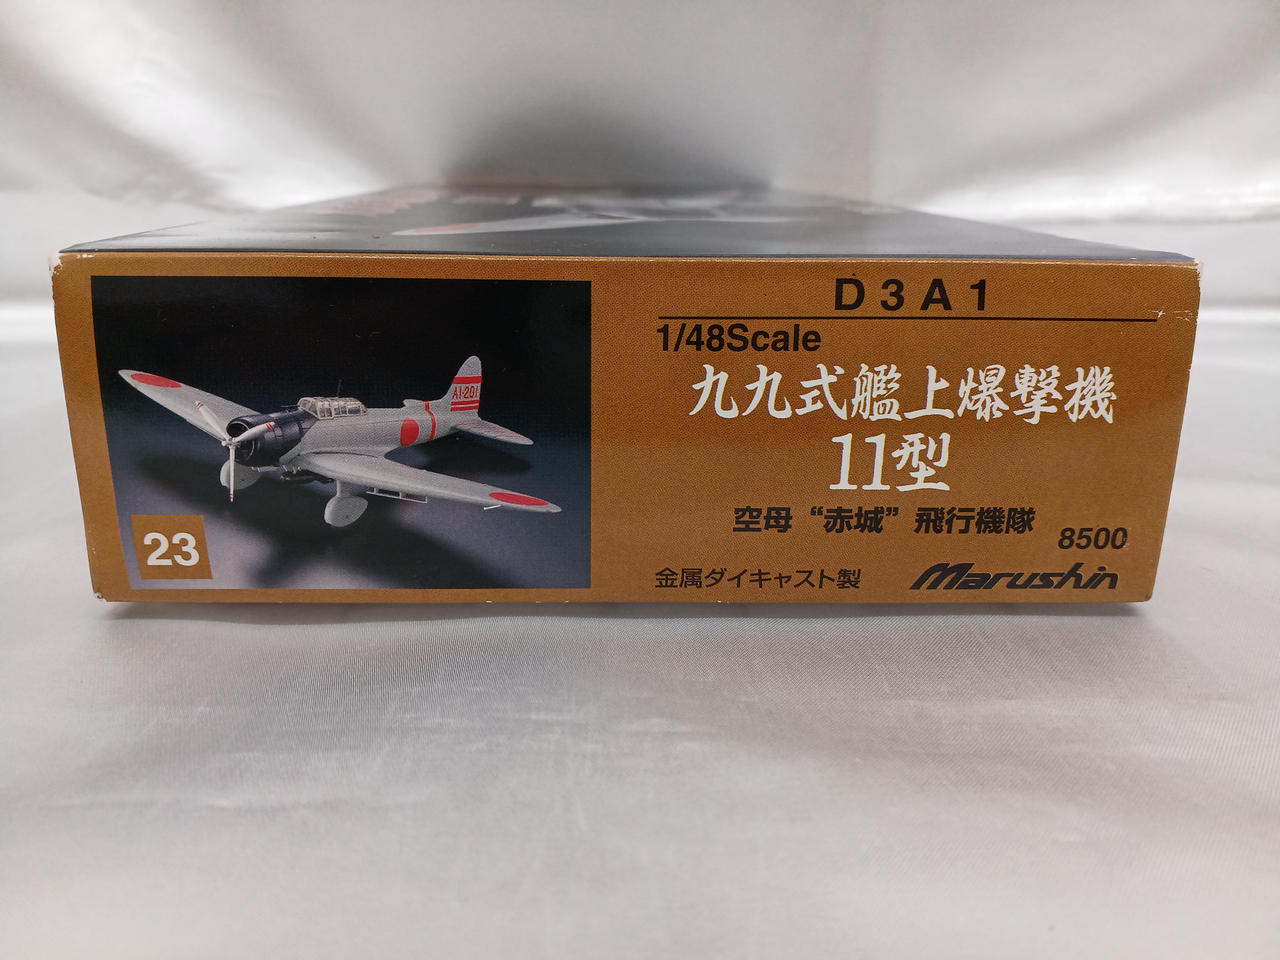 D3A1
1/48Scale
九九式艦上爆撃機
11型
空母 “赤城” 飛行機隊
8500
金属ダイキャスト製
Marushin
AI-201
23